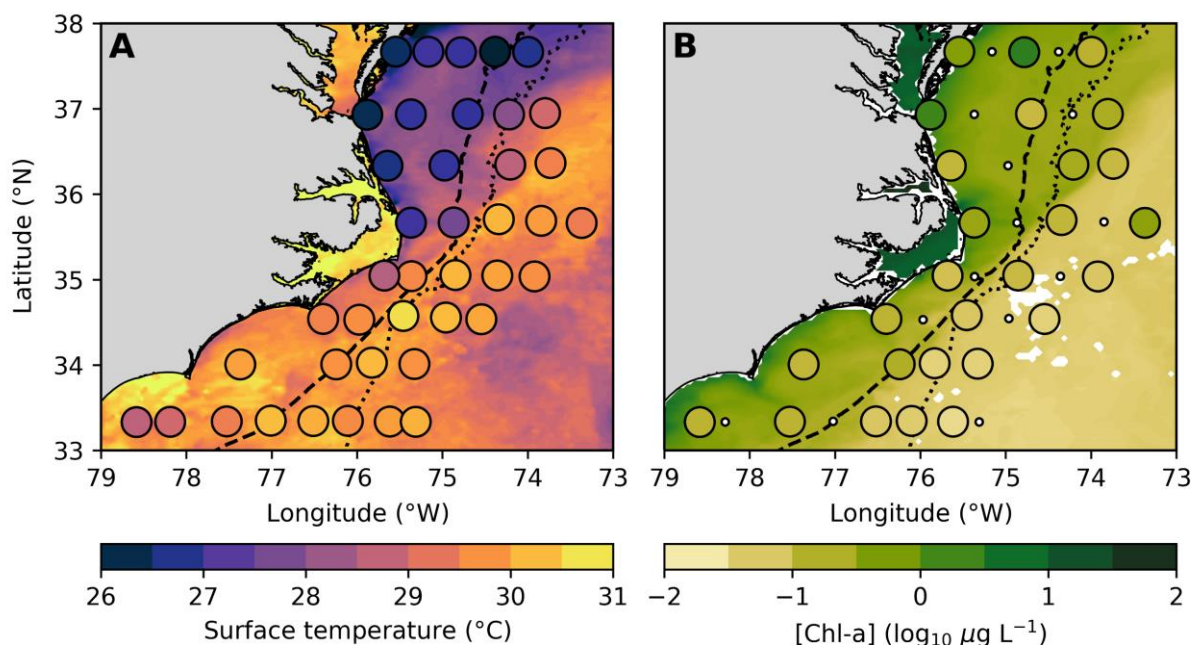 A
B
38
37
36
35
34
33
Latitude (°N)
79 78 77 76 75 74 73
79 78 77 76 75 74 73
Longitude (°W)
Longitude (°W)
26 27 28 29 30 31
−2 −1 0 1 2
Surface temperature (°C)
[Chl-a] (log₁₀ μg L⁻¹)